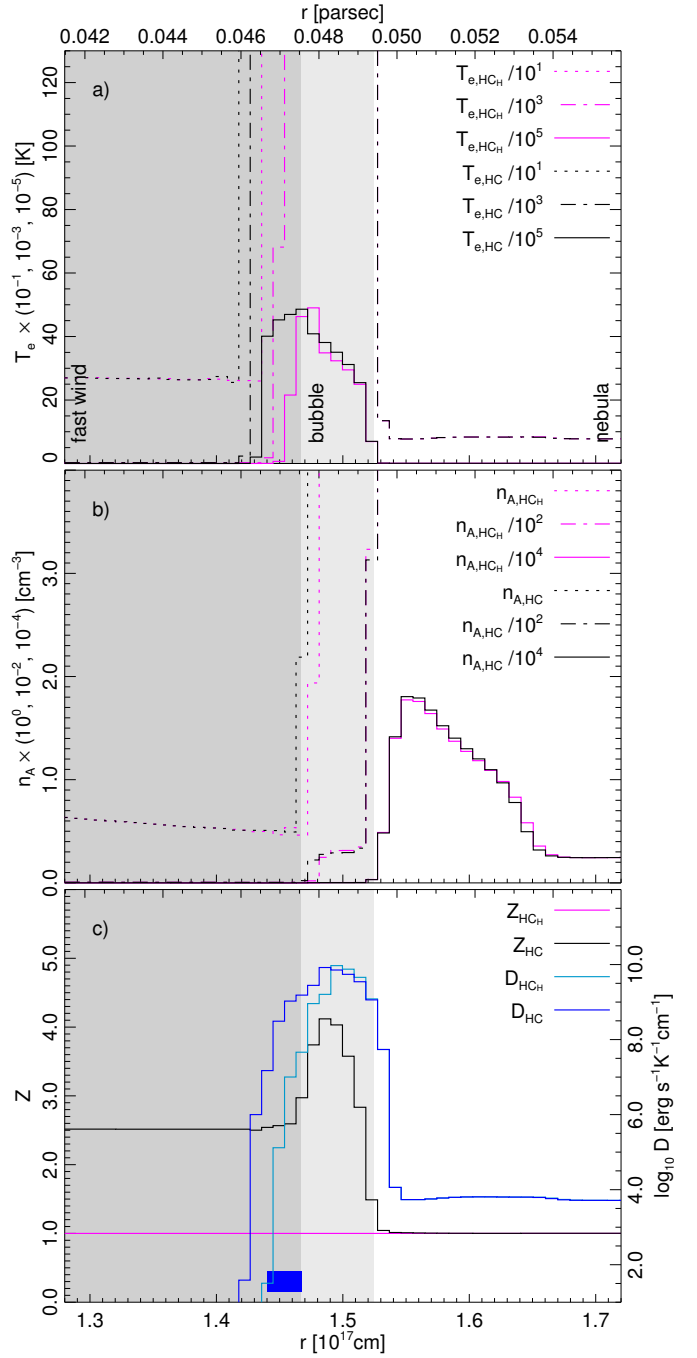 r [parsec]
0.042 0.044 0.046 0.048 0.050 0.052 0.054
a)
T_e,HC_H /10^1
T_e,HC_H /10^3
T_e,HC_H /10^5
T_e,HC /10^1
T_e,HC /10^3
T_e,HC /10^5
T_e × (10^-1, 10^-3, 10^-5) [K]
120
100
80
60
40
20
0
fast wind
bubble
nebula
b)
n_A,HC_H
n_A,HC_H /10^2
n_A,HC_H /10^4
n_A,HC
n_A,HC /10^2
n_A,HC /10^4
n_A × (10^0, 10^-2, 10^-4) [cm^-3]
3.0
2.0
1.0
0.0
c)
Z_HC_H
Z_HC
D_HC_H
D_HC
Z
5.0
4.0
3.0
2.0
1.0
0.0
log_10 D [erg s^-1 K^-1 cm^-1]
10.0
8.0
6.0
4.0
2.0
1.3 1.4 1.5 1.6 1.7
r [10^17 cm]